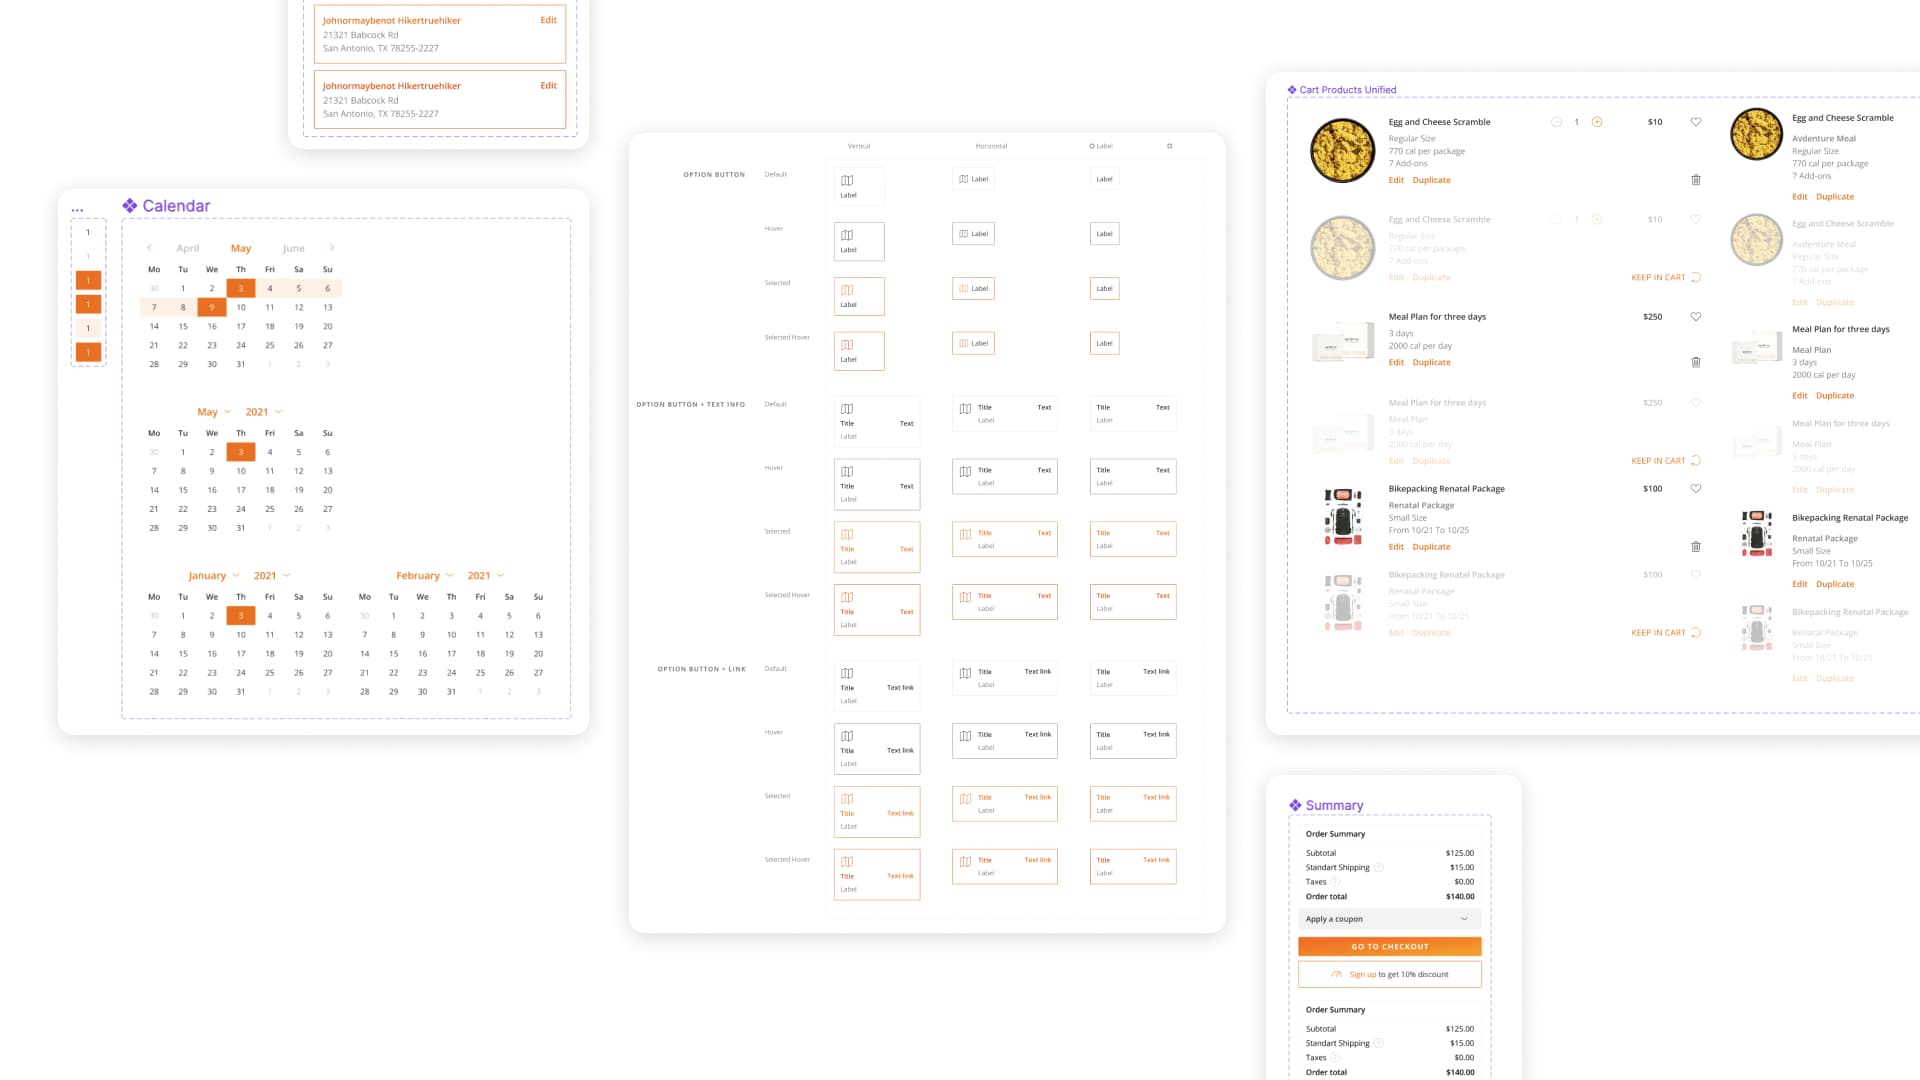 Johnormaybenot Hikertruehiker Edit
21321 Babcock Rd
San Antonio, TX 78255-2227
Johnormaybenot Hikertruehiker Edit
21321 Babcock Rd
San Antonio, TX 78255-2227
...
1
1
1
1
1
1
Calendar
April May June
Mo Tu We Th Fri Sa Su
30 1 2 3 4 5 6
7 8 9 10 11 12 13
14 15 16 17 18 19 20
21 22 23 24 25 26 27
28 29 30 31 1 2 3
May 2021
Mo Tu We Th Fri Sa Su
30 1 2 3 4 5 6
7 8 9 10 11 12 13
14 15 16 17 18 19 20
21 22 23 24 25 26 27
28 29 30 31 1 2 3
January 2021
Mo Tu We Th Fri Sa Su
30 1 2 3 4 5 6
7 8 9 10 11 12 13
14 15 16 17 18 19 20
21 22 23 24 25 26 27
28 29 30 31 1 2 3
February 2021
Mo Tu We Th Fri Sa Su
30 1 2 3 4 5 6
7 8 9 10 11 12 13
14 15 16 17 18 19 20
21 22 23 24 25 26 27
28 29 30 31 1 2 3
Vertical Horizontal Label
OPTION BUTTON Default
Label Label Label
Hover
Label Label Label
Selected
Label Label Label
Selected Hover
Label Label Label
OPTION BUTTON + TEXT INFO Default
Title Text Title Text Title Text
Label Label Label
Hover
Title Text Title Text Title Text
Label Label Label
Selected
Title Text Title Text Title Text
Label Label Label
Selected Hover
Title Text Title Text Title Text
Label Label Label
OPTION BUTTON + LINK Default
Title Text link Title Text link Title Text link
Label Label Label
Hover
Title Text link Title Text link Title Text link
Label Label Label
Selected
Title Text link Title Text link Title Text link
Label Label Label
Selected Hover
Title Text link Title Text link Title Text link
Label Label Label
Cart Products Unified
Egg and Cheese Scramble 1 $10
Regular Size
770 cal per package
7 Add-ons
Edit Duplicate
Egg and Cheese Scramble 1 $10
Regular Size
770 cal per package
7 Add-ons
Edit Duplicate KEEP IN CART
Meal Plan for three days $250
3 days
2000 cal per day
Edit Duplicate
Meal Plan for three days $250
Meal Plan
3 days
2000 cal per day
Edit Duplicate KEEP IN CART
Bikepacking Renatal Package $100
Renatal Package
Small Size
From 10/21 To 10/25
Edit Duplicate
Bikepacking Renatal Package $100
Renatal Package
Small Size
From 10/21 To 10/25
Edit Duplicate KEEP IN CART
Egg and Cheese Scramble
Avdenture Meal
Regular Size
770 cal per package
7 Add-ons
Edit Duplicate
Egg and Cheese Scramble
Avdenture Meal
Regular Size
770 cal per package
7 Add-ons
Edit Duplicate
Meal Plan for three days
Meal Plan
3 days
2000 cal per day
Edit Duplicate
Meal Plan for three days
Meal Plan
3 days
2000 cal per day
Edit Duplicate
Bikepacking Renatal Package
Renatal Package
Small Size
From 10/21 To 10/25
Edit Duplicate
Bikepacking Renatal Package
Renatal Package
Small Size
From 10/21 To 10/25
Edit Duplicate
Summary
Order Summary
Subtotal $125.00
Standart Shipping ? $15.00
Taxes ? $0.00
Order total $140.00
Apply a coupon
GO TO CHECKOUT
Sign up to get 10% discount
Order Summary
Subtotal $125.00
Standart Shipping ? $15.00
Taxes ? $0.00
Order total $140.00